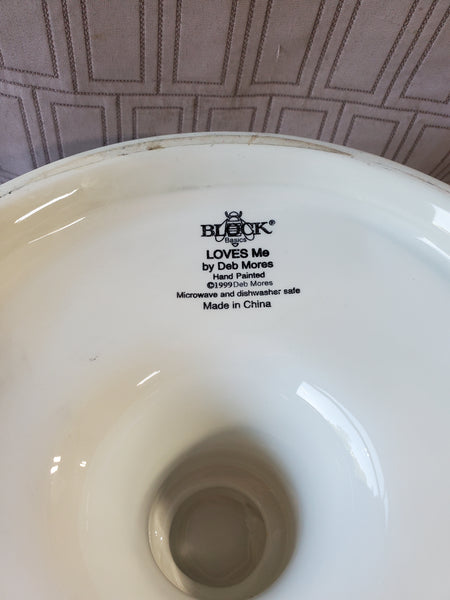 BLOCK®
Basics
LOVES Me
by Deb Mores
Hand Painted
©1999 Deb Mores
Microwave and dishwasher safe
Made in China